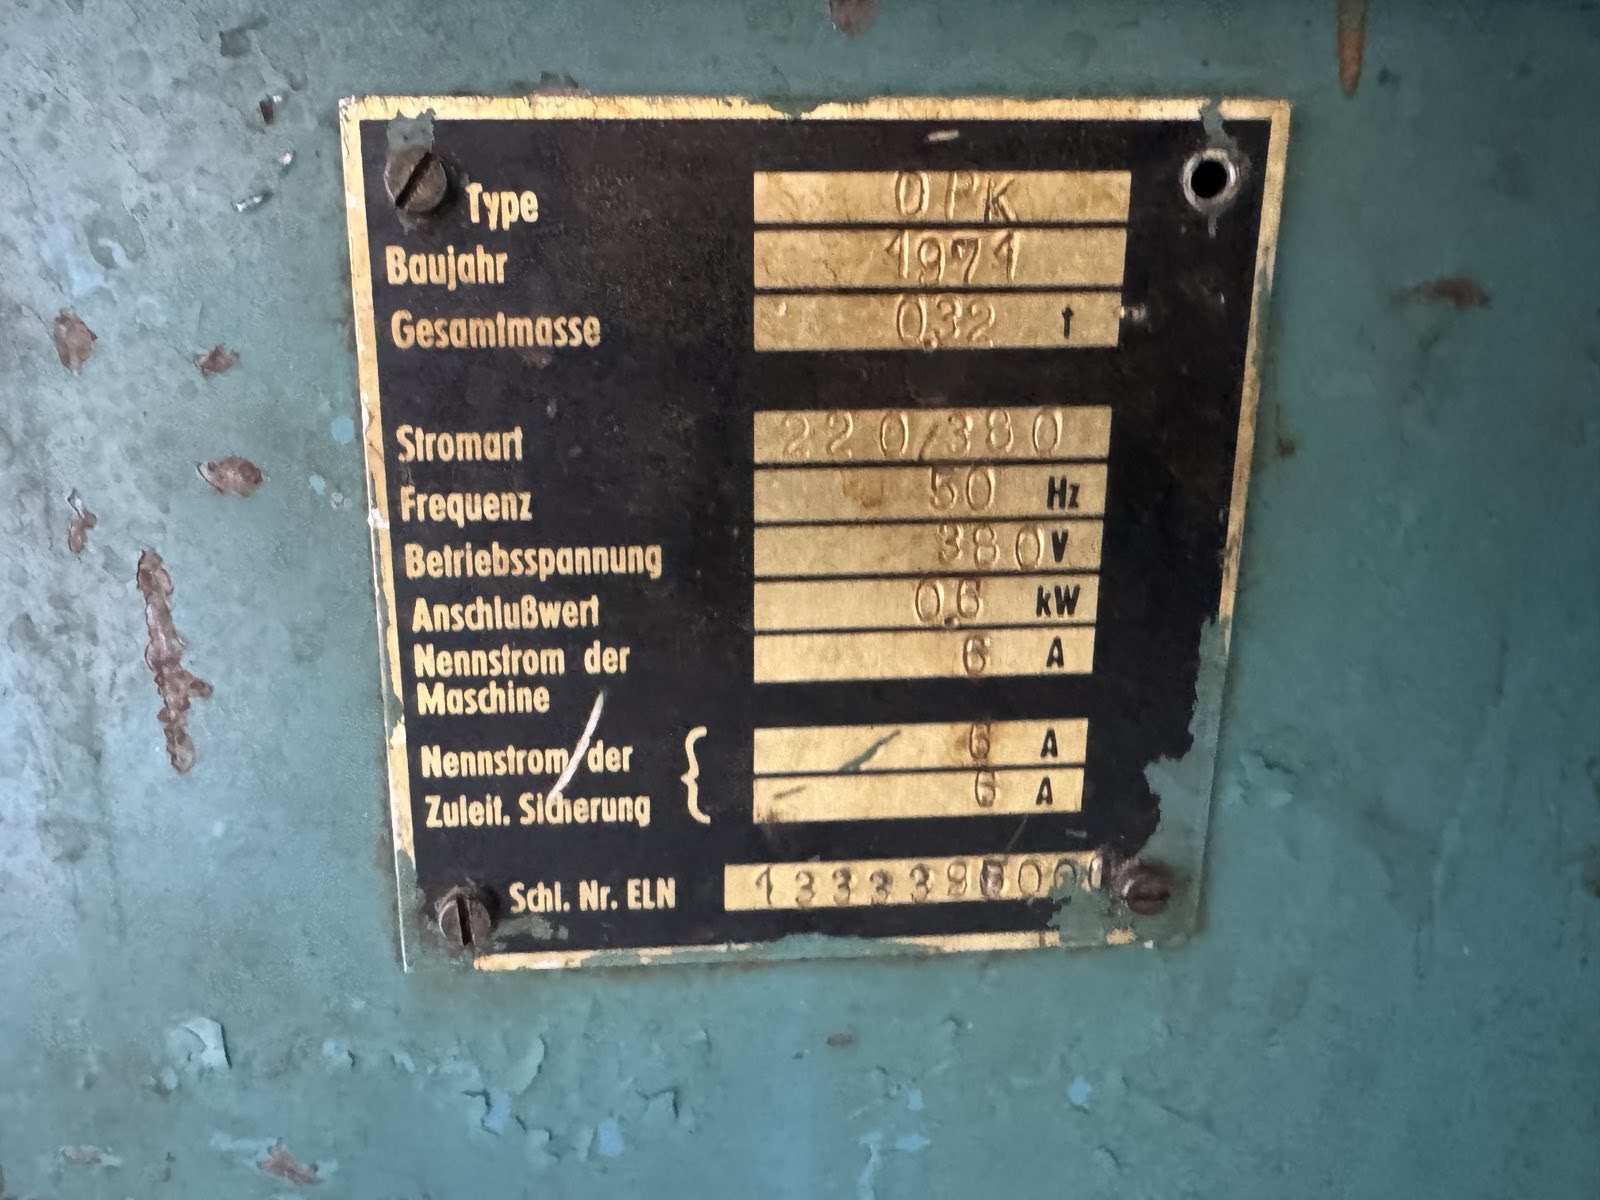 Type OPK
Baujahr 1971
Gesamtmasse 0,32 t
Stromart 220/380
Frequenz 50 Hz
Betriebsspannung 380 V
Anschlußwert 0,6 kW
Nennstrom der 6 A
Maschine
Nennstrom der 6 A
Zuleit. Sicherung 6 A
Schl. Nr. ELN